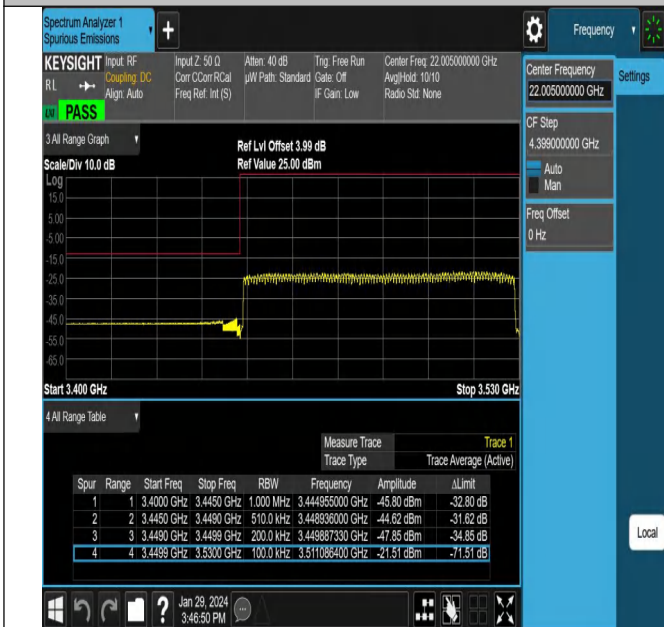 Spectrum Analyzer 1
Spurious Emissions
+
Frequency
KEYSIGHT
RL
LXI PASS
Input: RF
Coupling: DC
Align: Auto
Input Z: 50 Ω
Corr CCorr RCal
Freq Ref: Int (S)
Atten: 40 dB
µW Path: Standard
Trig: Free Run
Gate: Off
IF Gain: Low
Center Freq: 22.005000000 GHz
Avg|Hold: 10/10
Radio Std: None
Center Frequency
22.005000000 GHz
Settings
CF Step
4.399000000 GHz
Auto
Man
Freq Offset
0 Hz
3 All Range Graph
Scale/Div 10.0 dB
Ref Lvl Offset 3.99 dB
Ref Value 25.00 dBm
Log
15.0
5.00
-5.00
-15.0
-25.0
-35.0
-45.0
-55.0
-65.0
Start 3.400 GHz Stop 3.530 GHz
4 All Range Table
Measure Trace Trace 1
Trace Type Trace Average (Active)
Spur Range Start Freq Stop Freq RBW Frequency Amplitude ΔLimit
1 1 3.4000 GHz 3.4450 GHz 1.000 MHz 3.444955000 GHz -45.80 dBm -32.80 dB
2 2 3.4450 GHz 3.4490 GHz 510.0 kHz 3.448936000 GHz -44.62 dBm -31.62 dB
3 3 3.4490 GHz 3.4499 GHz 200.0 kHz 3.449887330 GHz -47.85 dBm -34.85 dB
4 4 3.4499 GHz 3.5300 GHz 100.0 kHz 3.511086400 GHz -21.51 dBm -71.51 dB
Local
?
Jan 29, 2024
3:46:50 PM